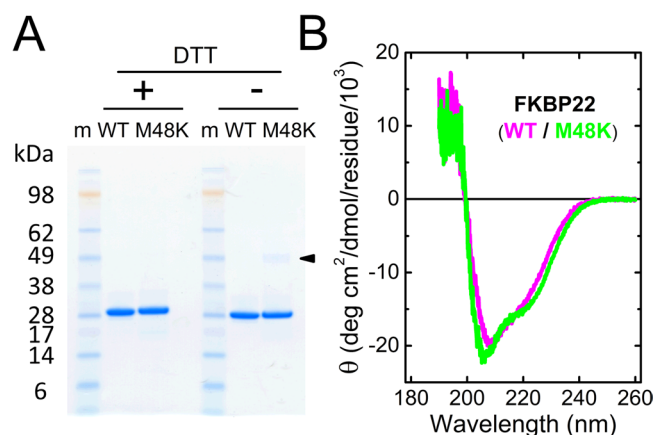 A
DTT
+ -
m WT M48K m WT M48K
kDa
98
62
49
38
28
17
14
6
B
FKBP22
(WT / M48K)
20
10
0
-10
-20
θ (deg cm²/dmol/residue/10³)
180 200 220 240 260
Wavelength (nm)